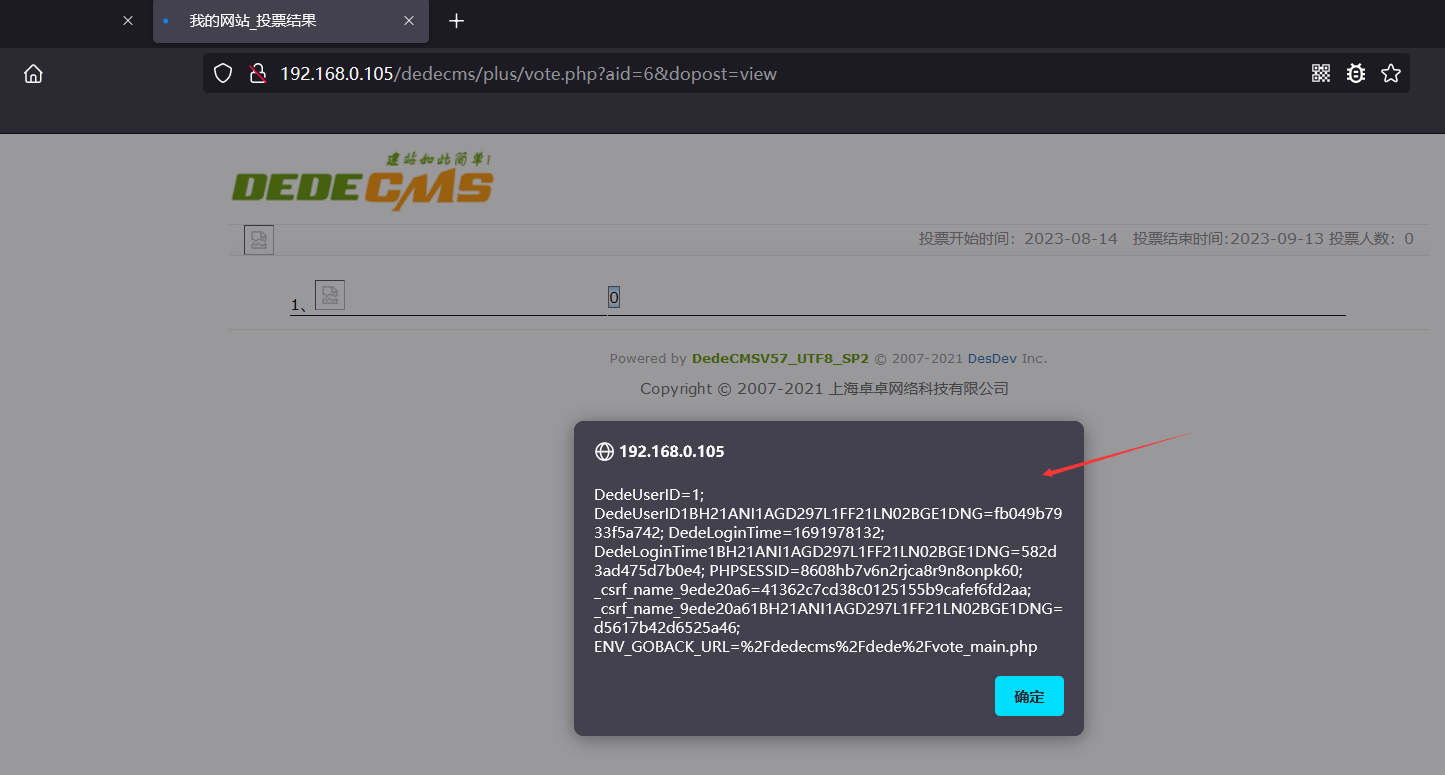 我的网站_投票结果
192.168.0.105/dedecms/plus/vote.php?aid=6&dopost=view
建站如此简单!
DEDECMS
投票开始时间：2023-08-14 投票结束时间:2023-09-13 投票人数：0
1、 0
Powered by DedeCMSV57_UTF8_SP2 © 2007-2021 DesDev Inc.
Copyright © 2007-2021 上海卓卓网络科技有限公司
192.168.0.105
DedeUserID=1;
DedeUserID1BH21ANI1AGD297L1FF21LN02BGE1DNG=fb049b79
33f5a742; DedeLoginTime=1691978132;
DedeLoginTime1BH21ANI1AGD297L1FF21LN02BGE1DNG=582d
3ad475d7b0e4; PHPSESSID=8608hb7v6n2rjca8r9n8onpk60;
_csrf_name_9ede20a6=41362c7cd38c0125155b9cafef6fd2aa;
_csrf_name_9ede20a61BH21ANI1AGD297L1FF21LN02BGE1DNG=
d5617b42d6525a46;
ENV_GOBACK_URL=%2Fdedecms%2Fdede%2Fvote_main.php
确定